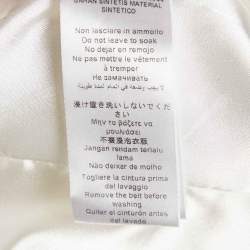 BAHAN SINTETIS MATERIAL
SINTETICO
Non lasciare in ammollo
Do not leave to soak
No dejar en remojo
Ne pas mettre le vêtement
à tremper
Не замачивать
浸け置き洗いしないでくだ
さい
Μην το βάζετε να
μουλιάσει
不要浸泡衣服
Jangan rendam terlalu
lama
Não deixar de molho
Togliere la cintura prima
del lavaggio
Remove the belt before
washing
Quitar el cinturón antes
del lavado